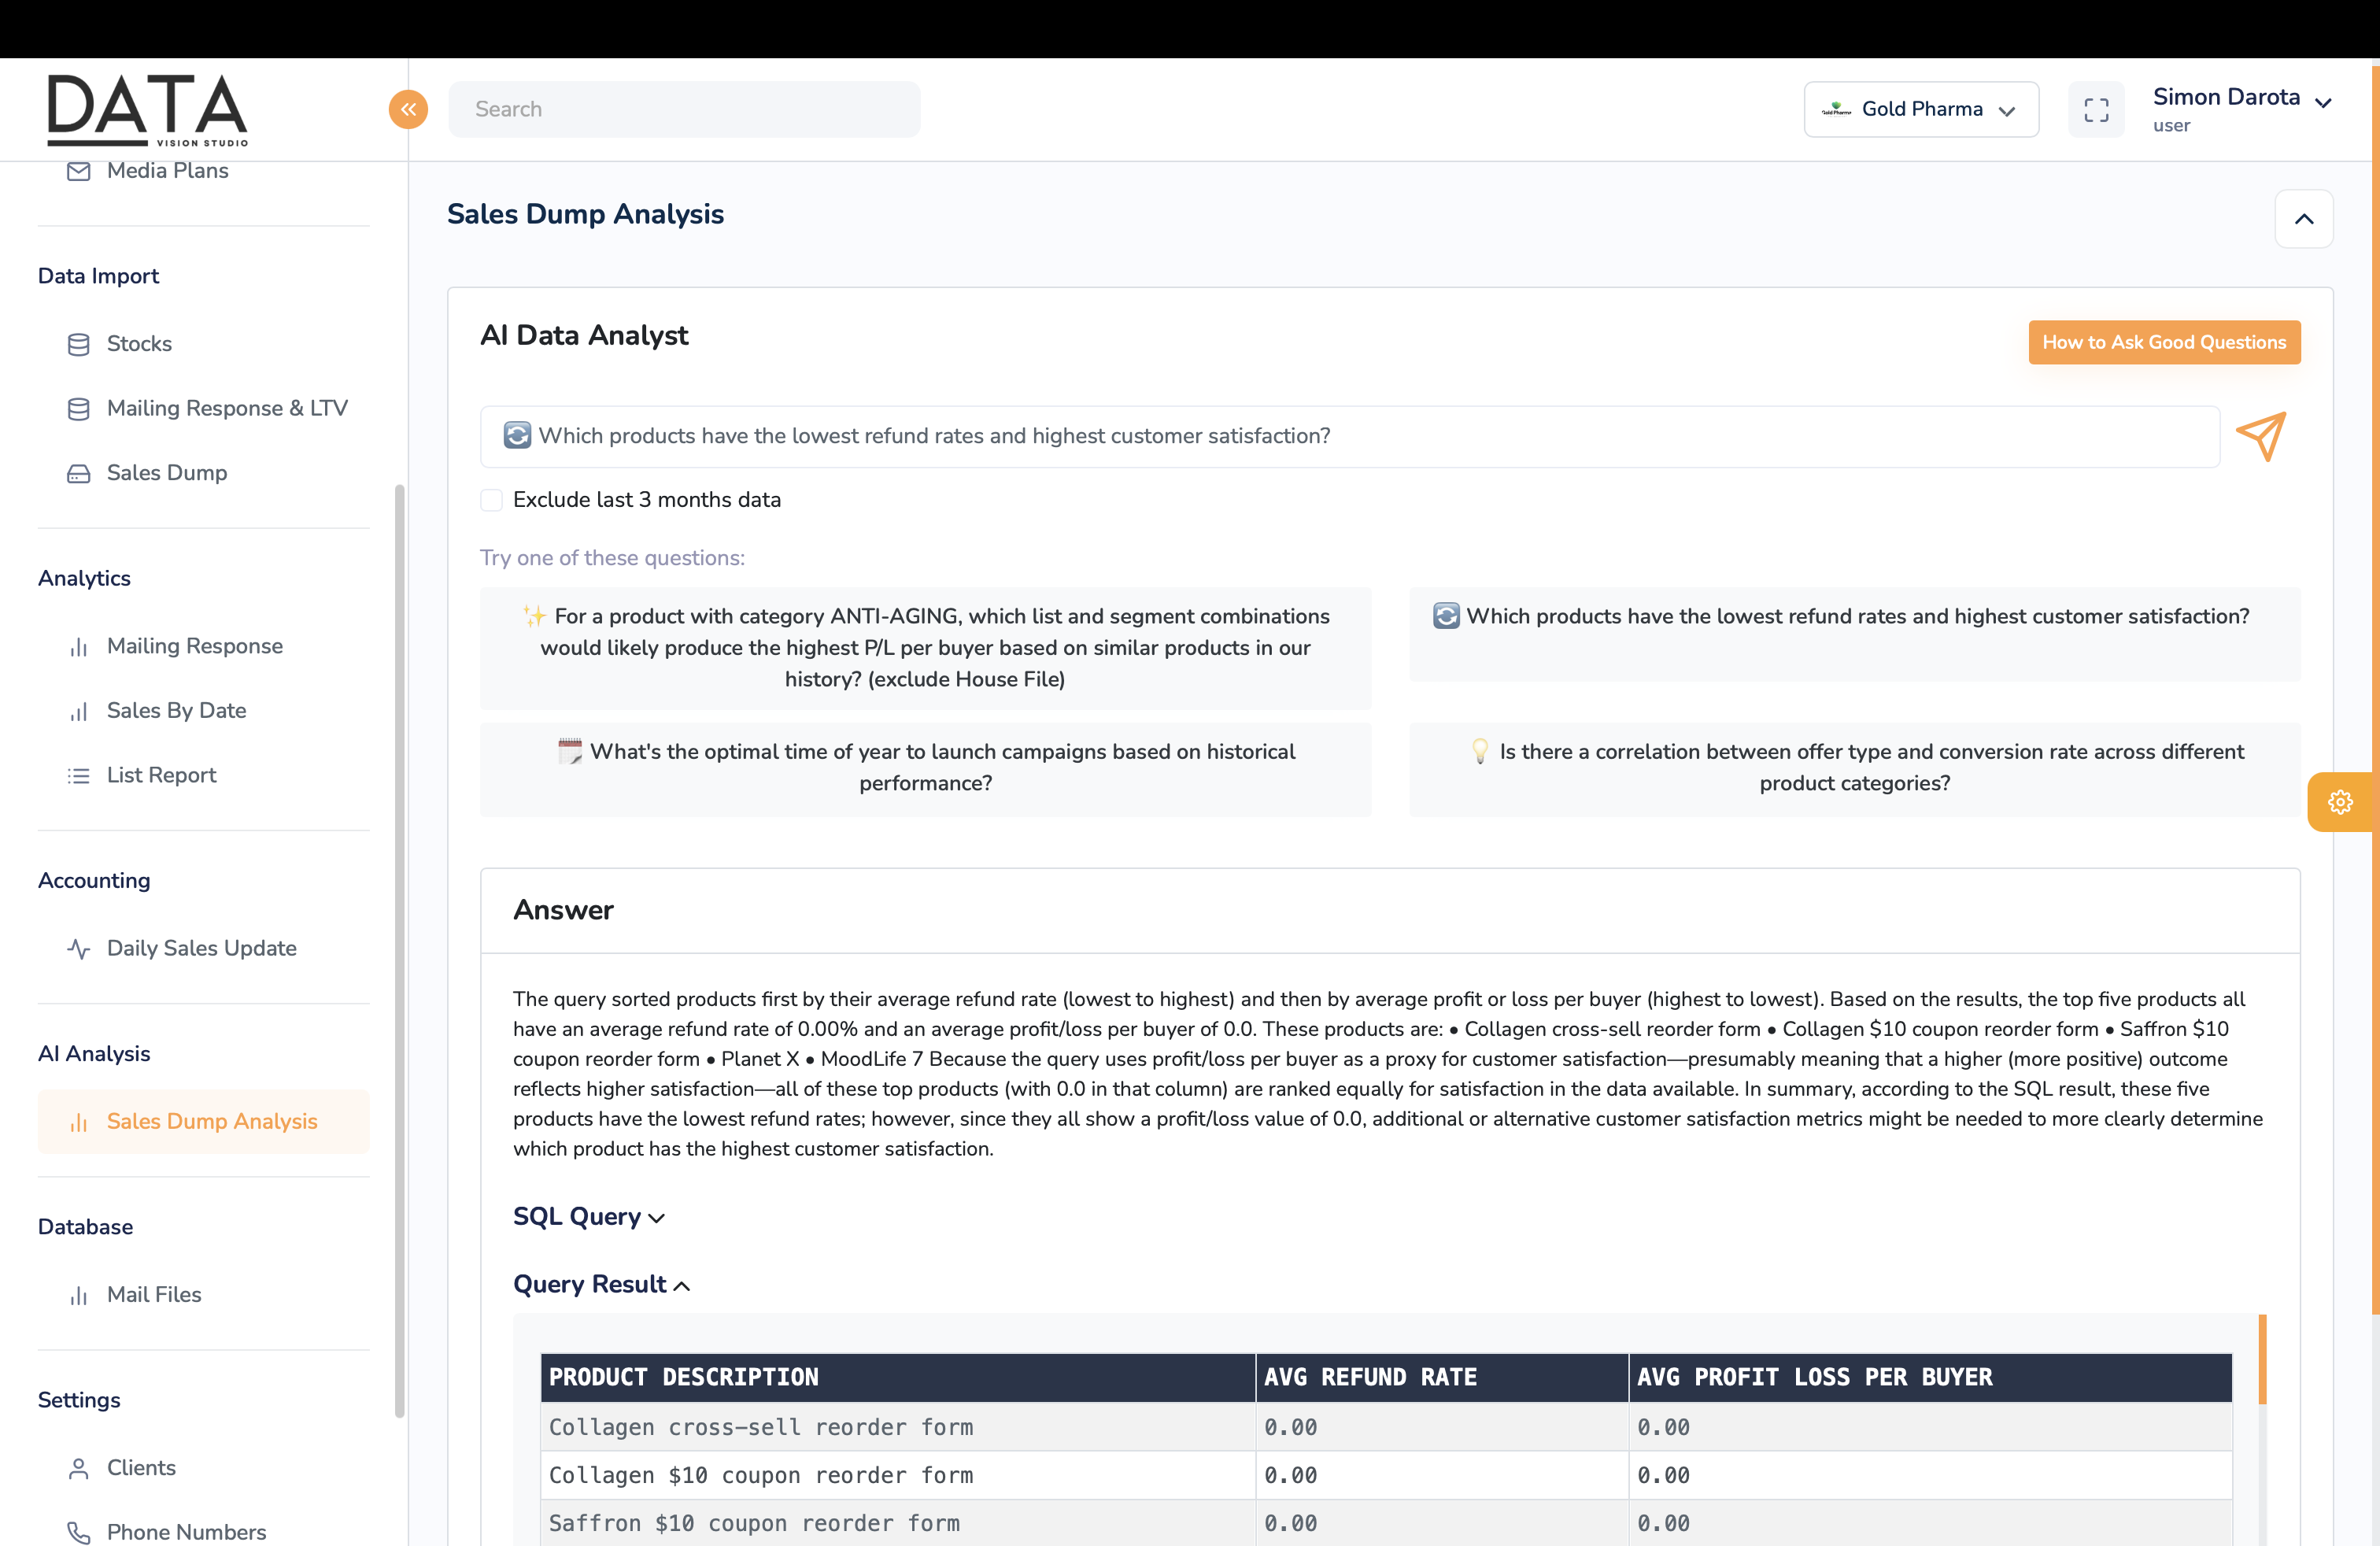 DATA
VISION STUDIO
Search
Gold Pharma
Simon Darota
user
Media Plans
Data Import
Stocks
Mailing Response & LTV
Sales Dump
Analytics
Mailing Response
Sales By Date
List Report
Accounting
Daily Sales Update
AI Analysis
Sales Dump Analysis
Database
Mail Files
Settings
Clients
Phone Numbers
Sales Dump Analysis
AI Data Analyst
How to Ask Good Questions
Which products have the lowest refund rates and highest customer satisfaction?
Exclude last 3 months data
Try one of these questions:
For a product with category ANTI-AGING, which list and segment combinations
would likely produce the highest P/L per buyer based on similar products in our
history? (exclude House File)
Which products have the lowest refund rates and highest customer satisfaction?
What's the optimal time of year to launch campaigns based on historical
performance?
Is there a correlation between offer type and conversion rate across different
product categories?
Answer
The query sorted products first by their average refund rate (lowest to highest) and then by average profit or loss per buyer (highest to lowest). Based on the results, the top five products all
have an average refund rate of 0.00% and an average profit/loss per buyer of 0.0. These products are: • Collagen cross-sell reorder form • Collagen $10 coupon reorder form • Saffron $10
coupon reorder form • Planet X • MoodLife 7 Because the query uses profit/loss per buyer as a proxy for customer satisfaction—presumably meaning that a higher (more positive) outcome
reflects higher satisfaction—all of these top products (with 0.0 in that column) are ranked equally for satisfaction in the data available. In summary, according to the SQL result, these five
products have the lowest refund rates; however, since they all show a profit/loss value of 0.0, additional or alternative customer satisfaction metrics might be needed to more clearly determine
which product has the highest customer satisfaction.
SQL Query
Query Result
PRODUCT DESCRIPTION AVG REFUND RATE AVG PROFIT LOSS PER BUYER
Collagen cross-sell reorder form 0.00 0.00
Collagen $10 coupon reorder form 0.00 0.00
Saffron $10 coupon reorder form 0.00 0.00